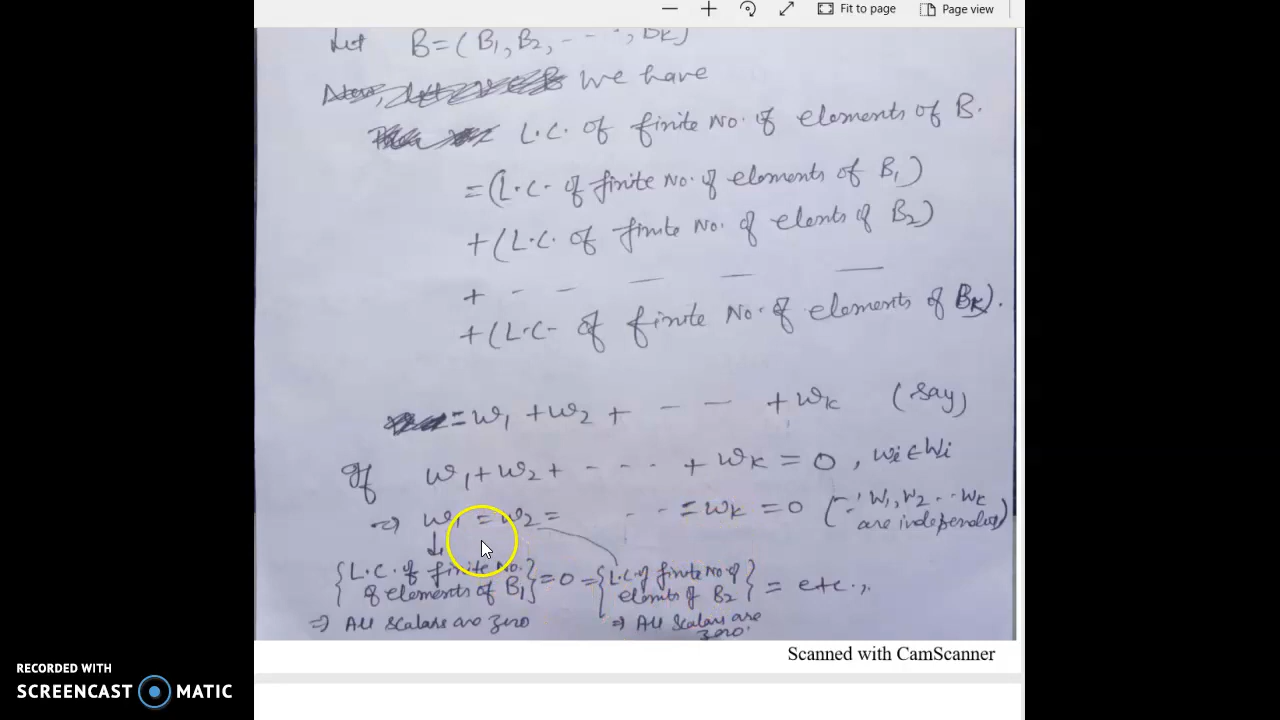 Fit to page Page view
Let B=(B1, B2, - - - ·, BK)
we have
L.C. of finite No. of elements of B.
=(L.C. of finite No. of elements of B1)
+(L.C. of finite No. of elents of B2)
+ - - — — —
+(L.C. of finite No. of elements of BK).
= w1 + w2 + - - + wK (say)
If w1 + w2 + - - - · + wK = 0, wi∈Wi
=> w1 = w2 = - - = wK = 0 (∵ W1, W2 - - WK
are independent)
↓
{L.C. of finite No. of elements of B1} = 0 = {L.C. of finite No of elemts of B2} = etc.,
=> All scalars are zero => All scalars are zero.
Scanned with CamScanner
RECORDED WITH
SCREENCAST MATIC